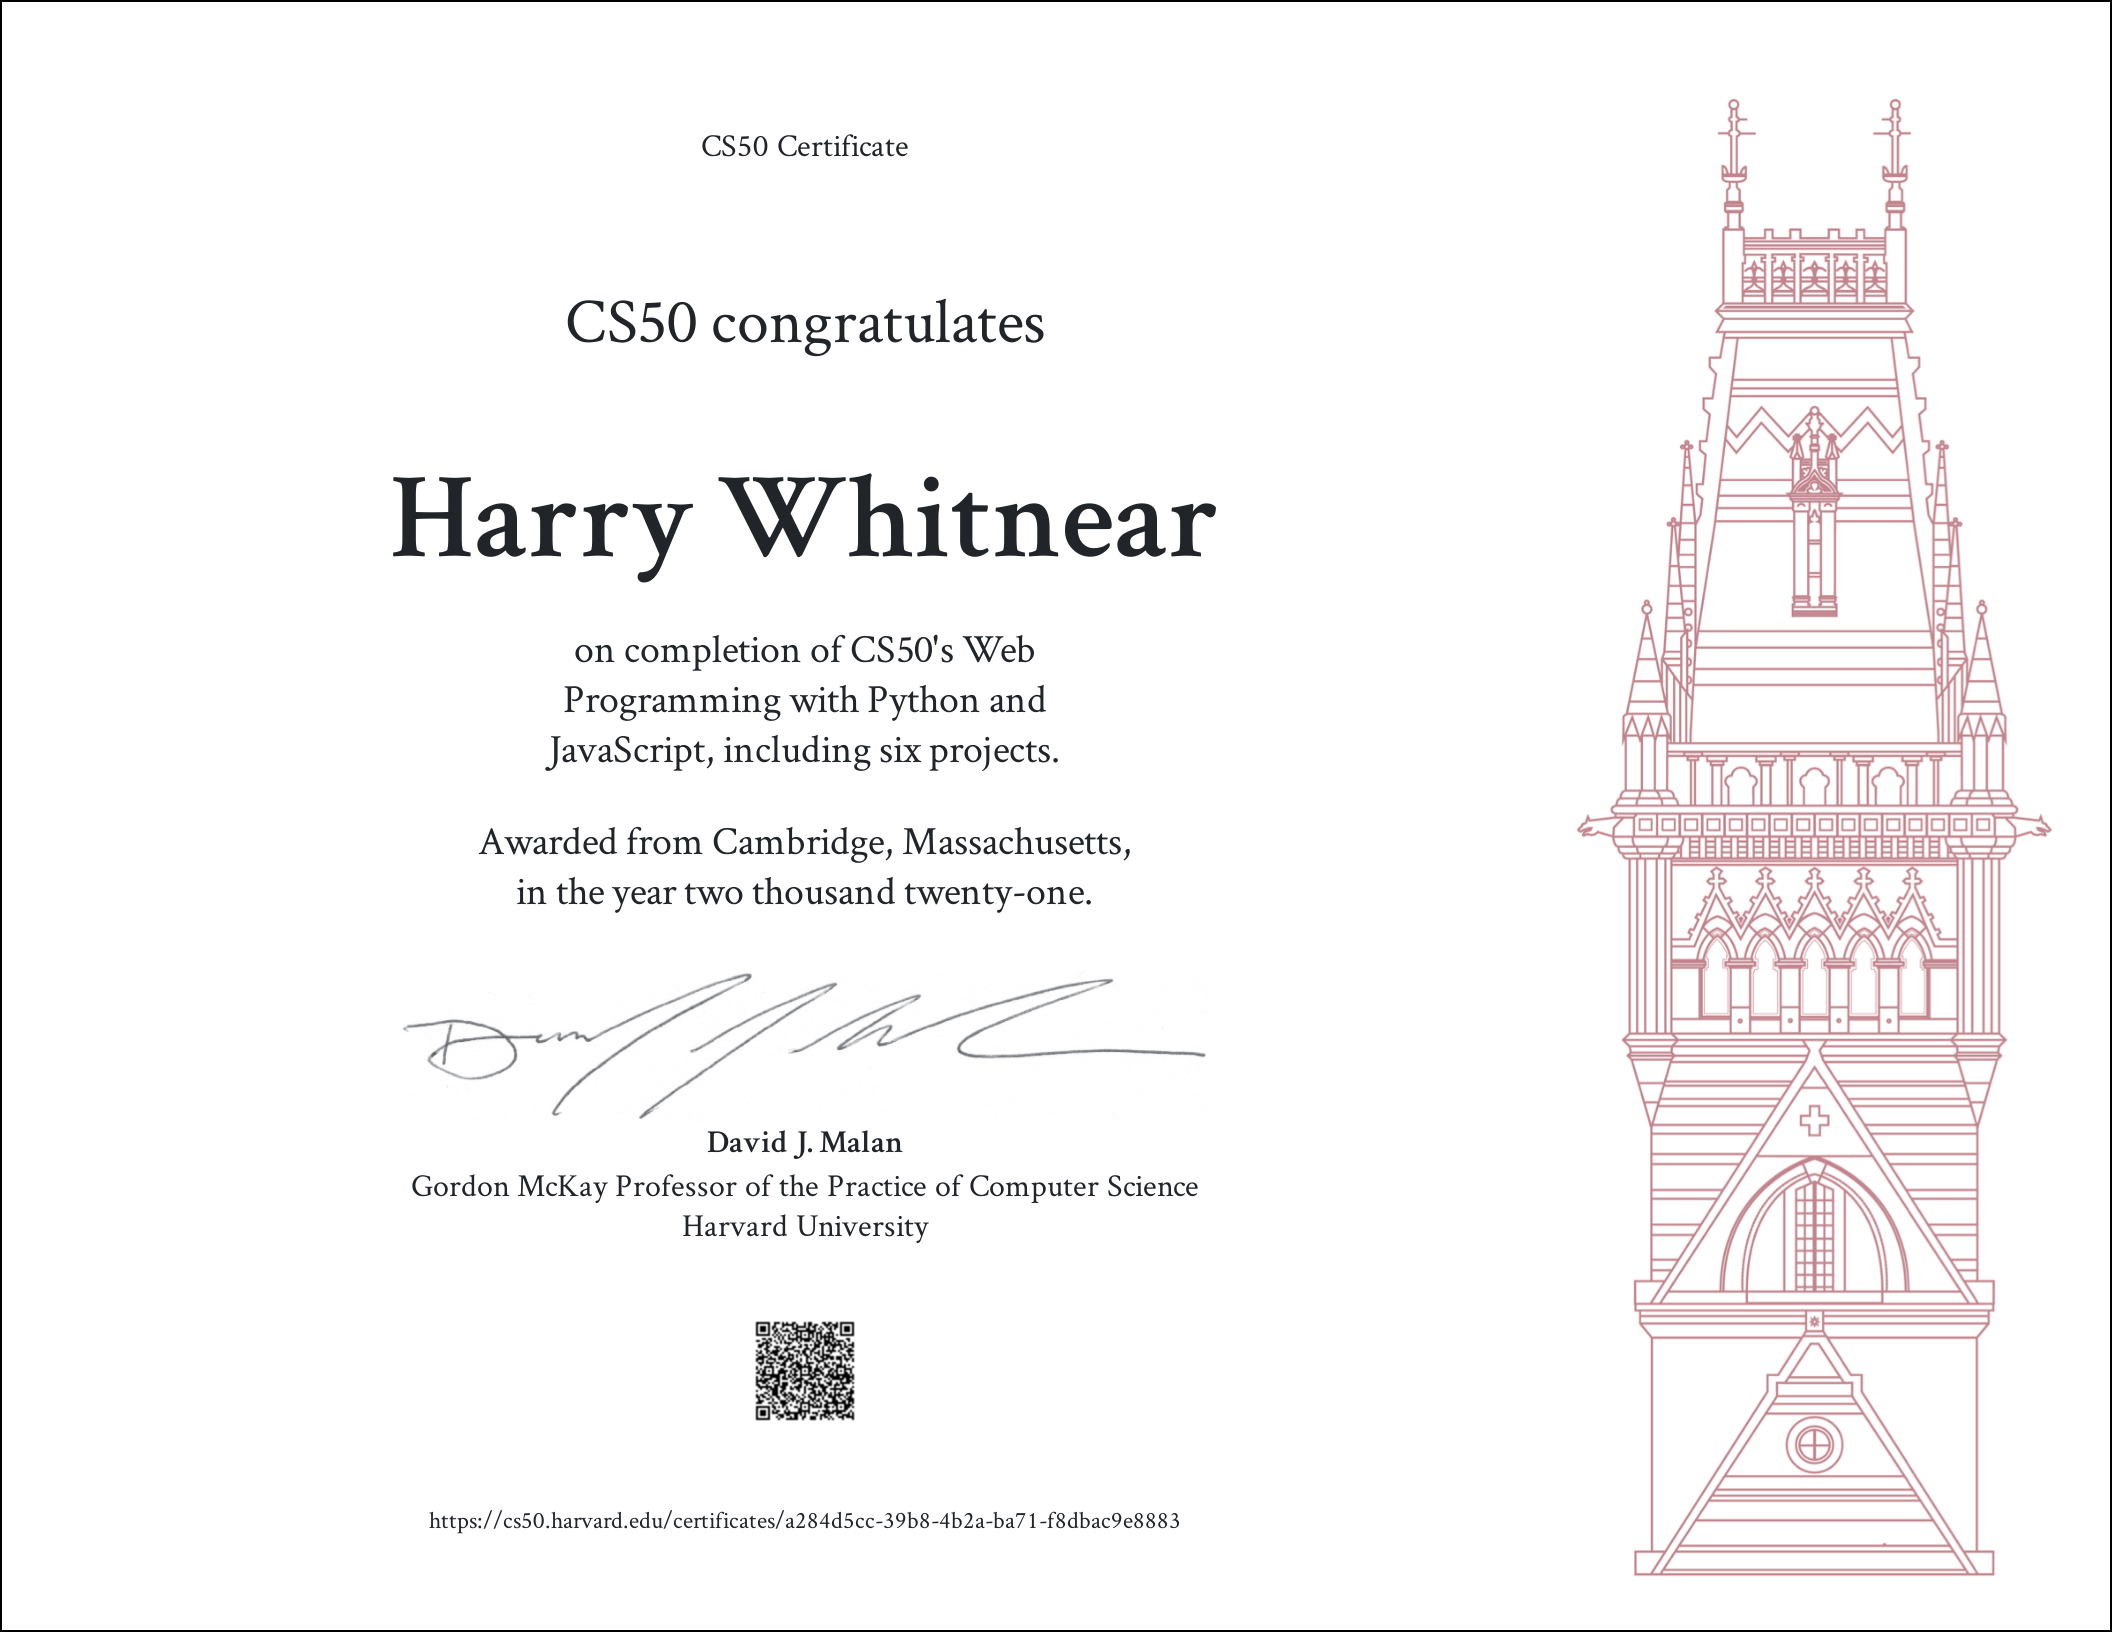 CS50 Certificate
CS50 congratulates
Harry Whitnear
on completion of CS50's Web
Programming with Python and
JavaScript, including six projects.
Awarded from Cambridge, Massachusetts,
in the year two thousand twenty-one.
David J. Malan
Gordon McKay Professor of the Practice of Computer Science
Harvard University
https://cs50.harvard.edu/certificates/a284d5cc-39b8-4b2a-ba71-f8dbac9e8883